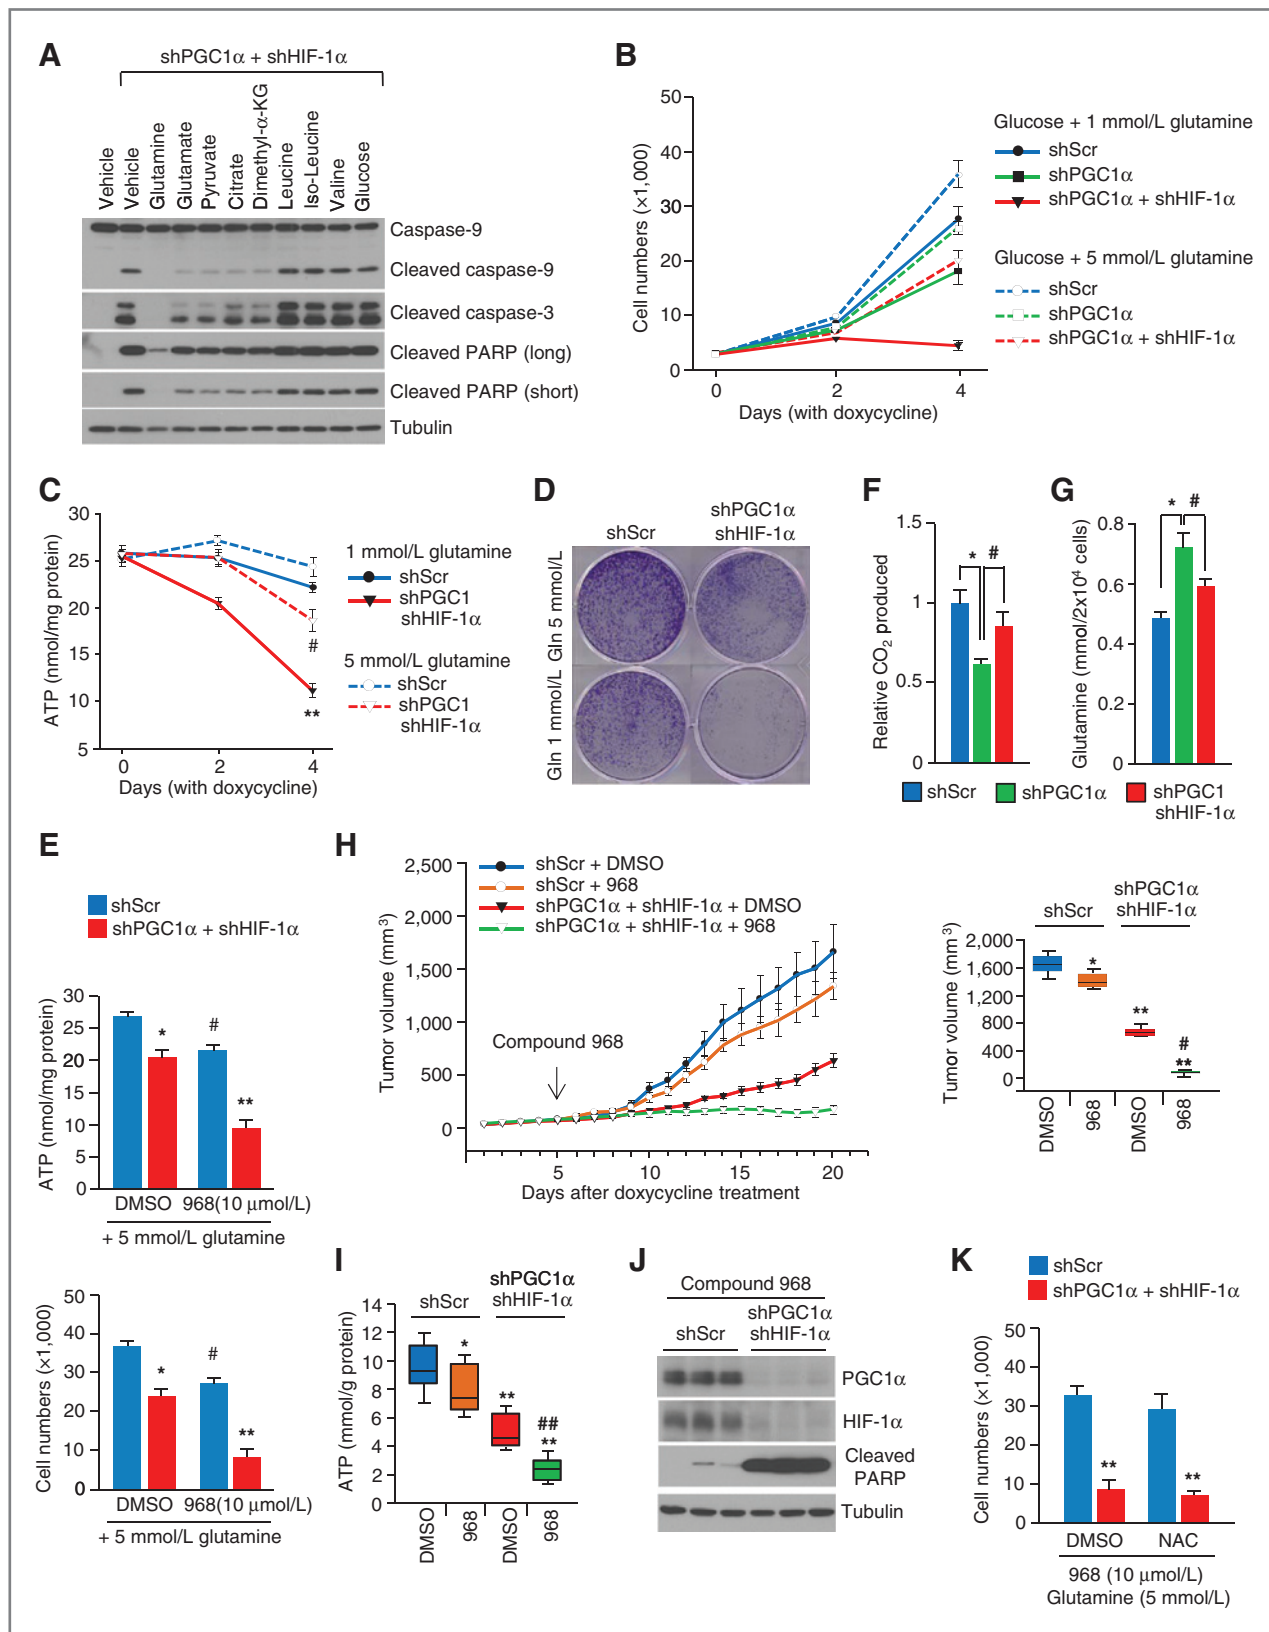 A
shPGC1α + shHIF-1α
Vehicle
Vehicle
Glutamine
Glutamate
Pyruvate
Citrate
Dimethyl-α-KG
Leucine
Iso-Leucine
Valine
Glucose
Caspase-9
Cleaved caspase-9
Cleaved caspase-3
Cleaved PARP (long)
Cleaved PARP (short)
Tubulin
B
50
40
30
20
10
0
Cell numbers (×1,000)
0 2 4
Days (with doxycycline)
Glucose + 1 mmol/L glutamine
shScr
shPGC1α
shPGC1α + shHIF-1α
Glucose + 5 mmol/L glutamine
shScr
shPGC1α
shPGC1α + shHIF-1α
C
30
25
20
15
10
5
ATP (nmol/mg protein)
#
**
0 2 4
Days (with doxycycline)
1 mmol/L glutamine
shScr
shPGC1
shHIF-1α
5 mmol/L glutamine
shScr
shPGC1
shHIF-1α
D
shPGC1α
shScr shHIF-1α
Gln 5 mmol/L
Gln 1 mmol/L
F
1.5
1
0.5
0
Relative CO2 produced
* #
G
0.8
0.6
0.4
0.2
0
Glutamine (mmol/2x10⁴ cells)
* #
shScr shPGC1α shPGC1
shHIF-1α
E
shScr
shPGC1α + shHIF-1α
30
25
20
15
10
5
0
ATP (nmol/mg protein)
* # **
DMSO 968(10 μmol/L)
+ 5 mmol/L glutamine
50
40
30
20
10
0
Cell numbers (×1,000)
* # **
DMSO 968(10 μmol/L)
+ 5 mmol/L glutamine
H
2,500
2,000
1,500
1,000
500
0
Tumor volume (mm³)
shScr + DMSO
shScr + 968
shPGC1α + shHIF-1α + DMSO
shPGC1α + shHIF-1α + 968
Compound 968
5 10 15 20
Days after doxycycline treatment
shPGC1α
shScr shHIF-1α
2,000
1,600
1,200
800
400
0
Tumor volume (mm³)
*
**
#
**
DMSO
968
DMSO
968
I
shPGC1α
shScr shHIF-1α
14
12
10
8
6
4
2
0
ATP (mmol/g protein)
*
**
##
**
DMSO
968
DMSO
968
J
Compound 968
shPGC1α
shScr shHIF-1α
PGC1α
HIF-1α
Cleaved
PARP
Tubulin
K
shScr
shPGC1α + shHIF-1α
50
40
30
20
10
0
Cell numbers (×1,000)
** **
DMSO NAC
968 (10 μmol/L)
Glutamine (5 mmol/L)